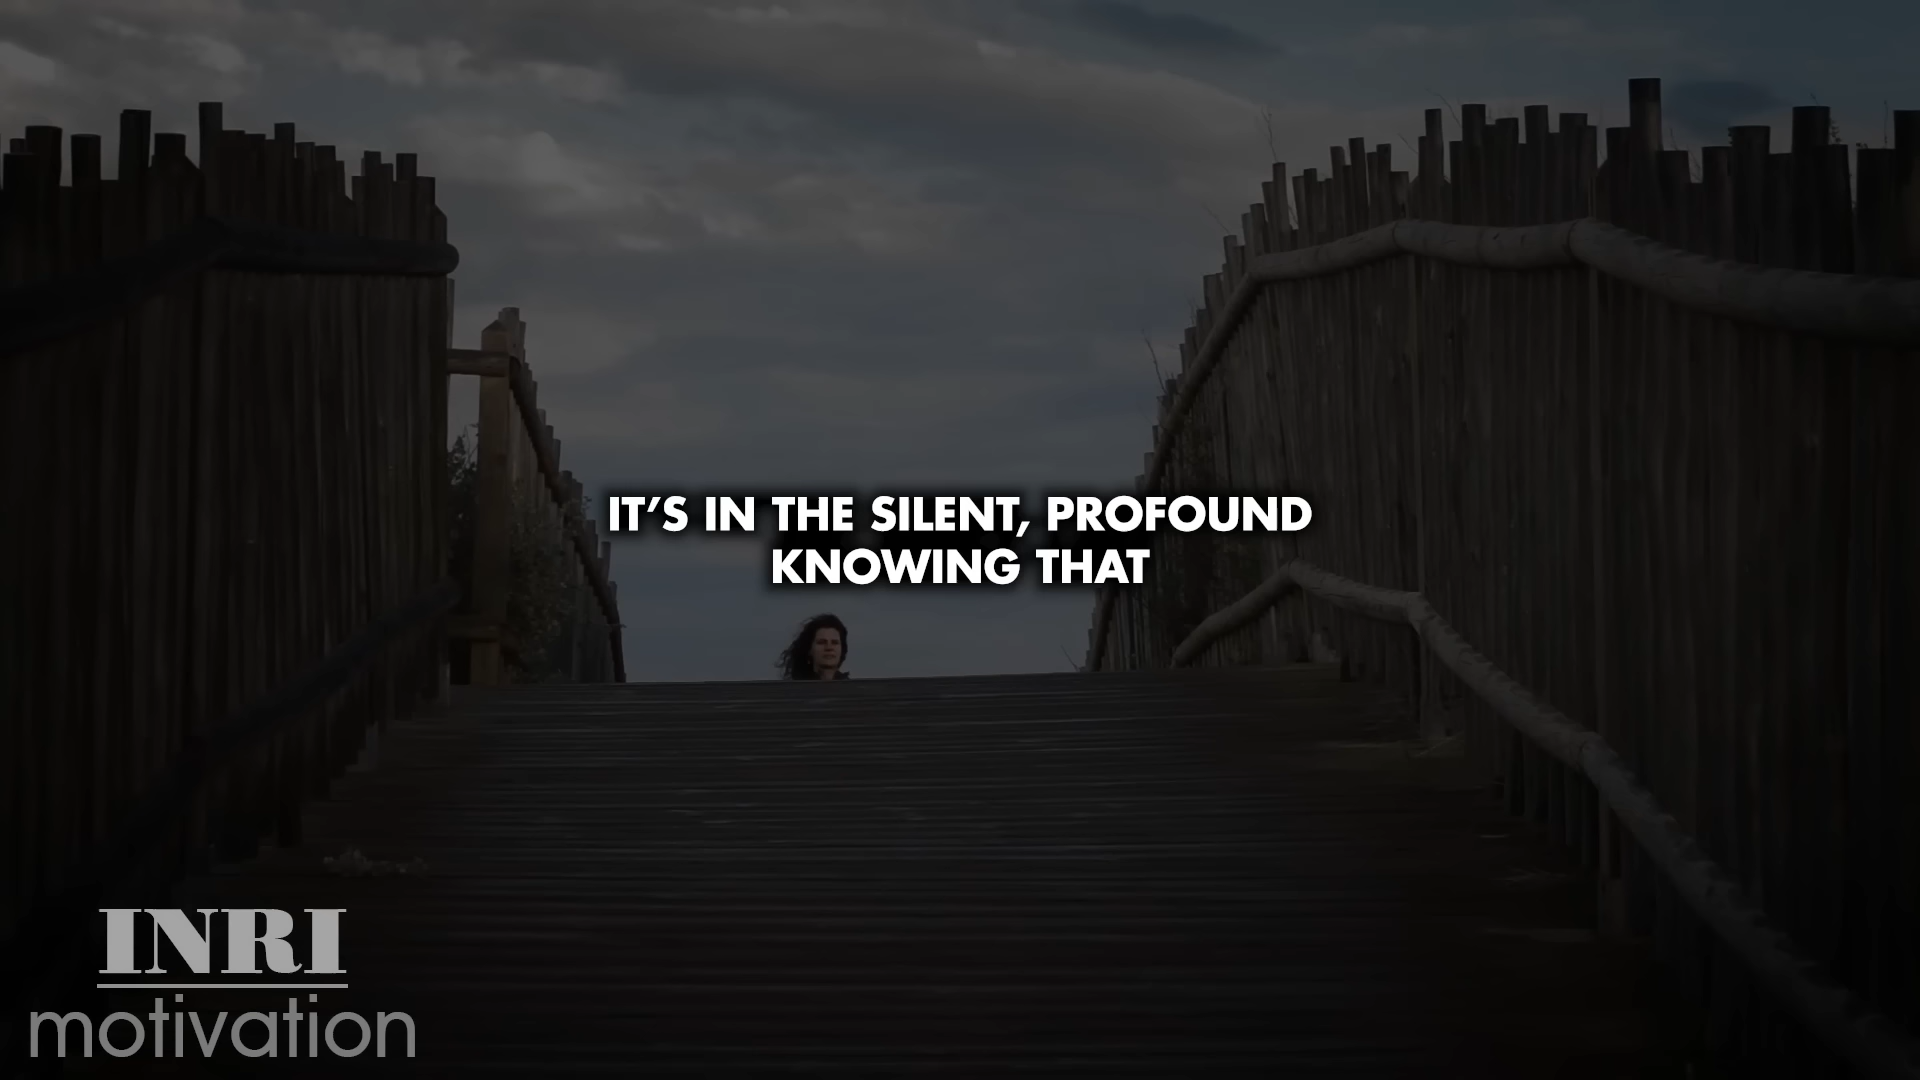 IT’S IN THE SILENT, PROFOUND
KNOWING THAT
INRI
motivation